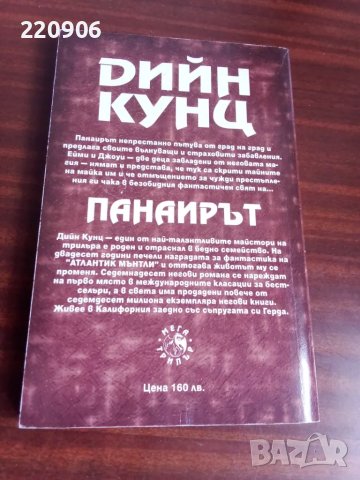 220906
ДИЙН
КУНЦ
Панаирът непрестанно пътува от град на град и
предлага своите вълнуващи и страховити забавления.
Ейми и Джоуи — две деца завладени от неговата ма-
гия — нямат и представа, че тук са скрити тайните
на майка им и че отмъщението за чужди престъпле-
ния ги чака в безобидния фантастичен свят на...
ПАНАИРЪТ
Дийн Кунц — един от най-талантливите майстори на
трилъра е роден и отраснал в бедно семейство. На
двадесет години печели наградата за фантастика на
"АТЛАНТИК МЪНТЛИ" и оттогава животът му се
променя. Седемнадесет негови романа се нареждат
на първо място в международните класации за бест-
селъри, а в света има продадени повече от
седемдесет милиона екземпляра негови книги.
Живее в Калифорния заедно със съпругата си Герда.
МЕГА
ТРИЛЪР
Цена 160 лв.
BAZAR